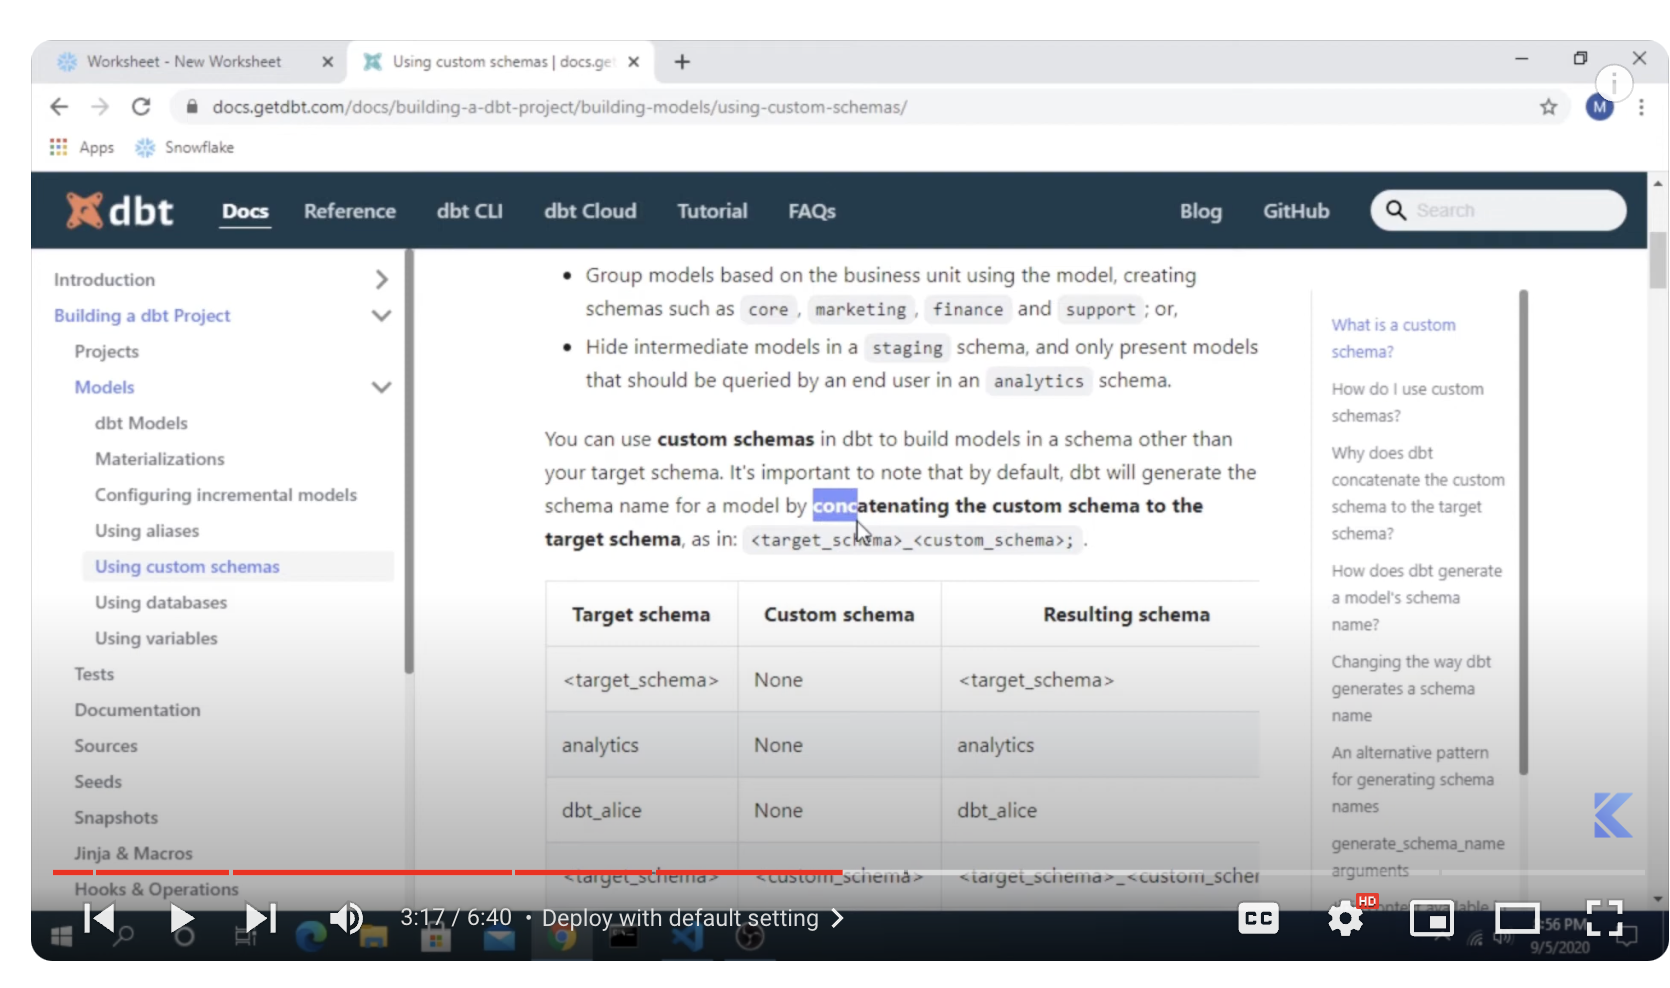 Worksheet - New Worksheet
Using custom schemas | docs.ge
docs.getdbt.com/docs/building-a-dbt-project/building-models/using-custom-schemas/
M
i
Apps
Snowflake
dbt
Docs
Reference
dbt CLI
dbt Cloud
Tutorial
FAQs
Blog
GitHub
Search
Introduction
Building a dbt Project
Projects
Models
dbt Models
Materializations
Configuring incremental models
Using aliases
Using custom schemas
Using databases
Using variables
Tests
Documentation
Sources
Seeds
Snapshots
Jinja & Macros
Hooks & Operations
• Group models based on the business unit using the model, creating
schemas such as core , marketing , finance and support ; or,
• Hide intermediate models in a staging schema, and only present models
that should be queried by an end user in an analytics schema.
You can use custom schemas in dbt to build models in a schema other than
your target schema. It's important to note that by default, dbt will generate the
schema name for a model by concatenating the custom schema to the
target schema, as in: <target_schema>_<custom_schema>; .
Target schema Custom schema Resulting schema
<target_schema> None <target_schema>
analytics None analytics
dbt_alice None dbt_alice
<target_schema> <custom_schema> <target_schema>_<custom_scher
What is a custom
schema?
How do I use custom
schemas?
Why does dbt
concatenate the custom
schema to the target
schema?
How does dbt generate
a model's schema
name?
Changing the way dbt
generates a schema
name
An alternative pattern
for generating schema
names
generate_schema_name
arguments
3:17 / 6:40 • Deploy with default setting
CC
HD
:56 PM
9/5/2020